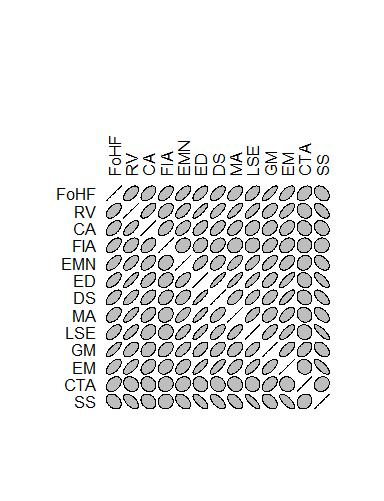 FoHF RV CA FIA EMN ED DS MA LSE GM EM CTA SS
FoHF
RV
CA
FIA
EMN
ED
DS
MA
LSE
GM
EM
CTA
SS